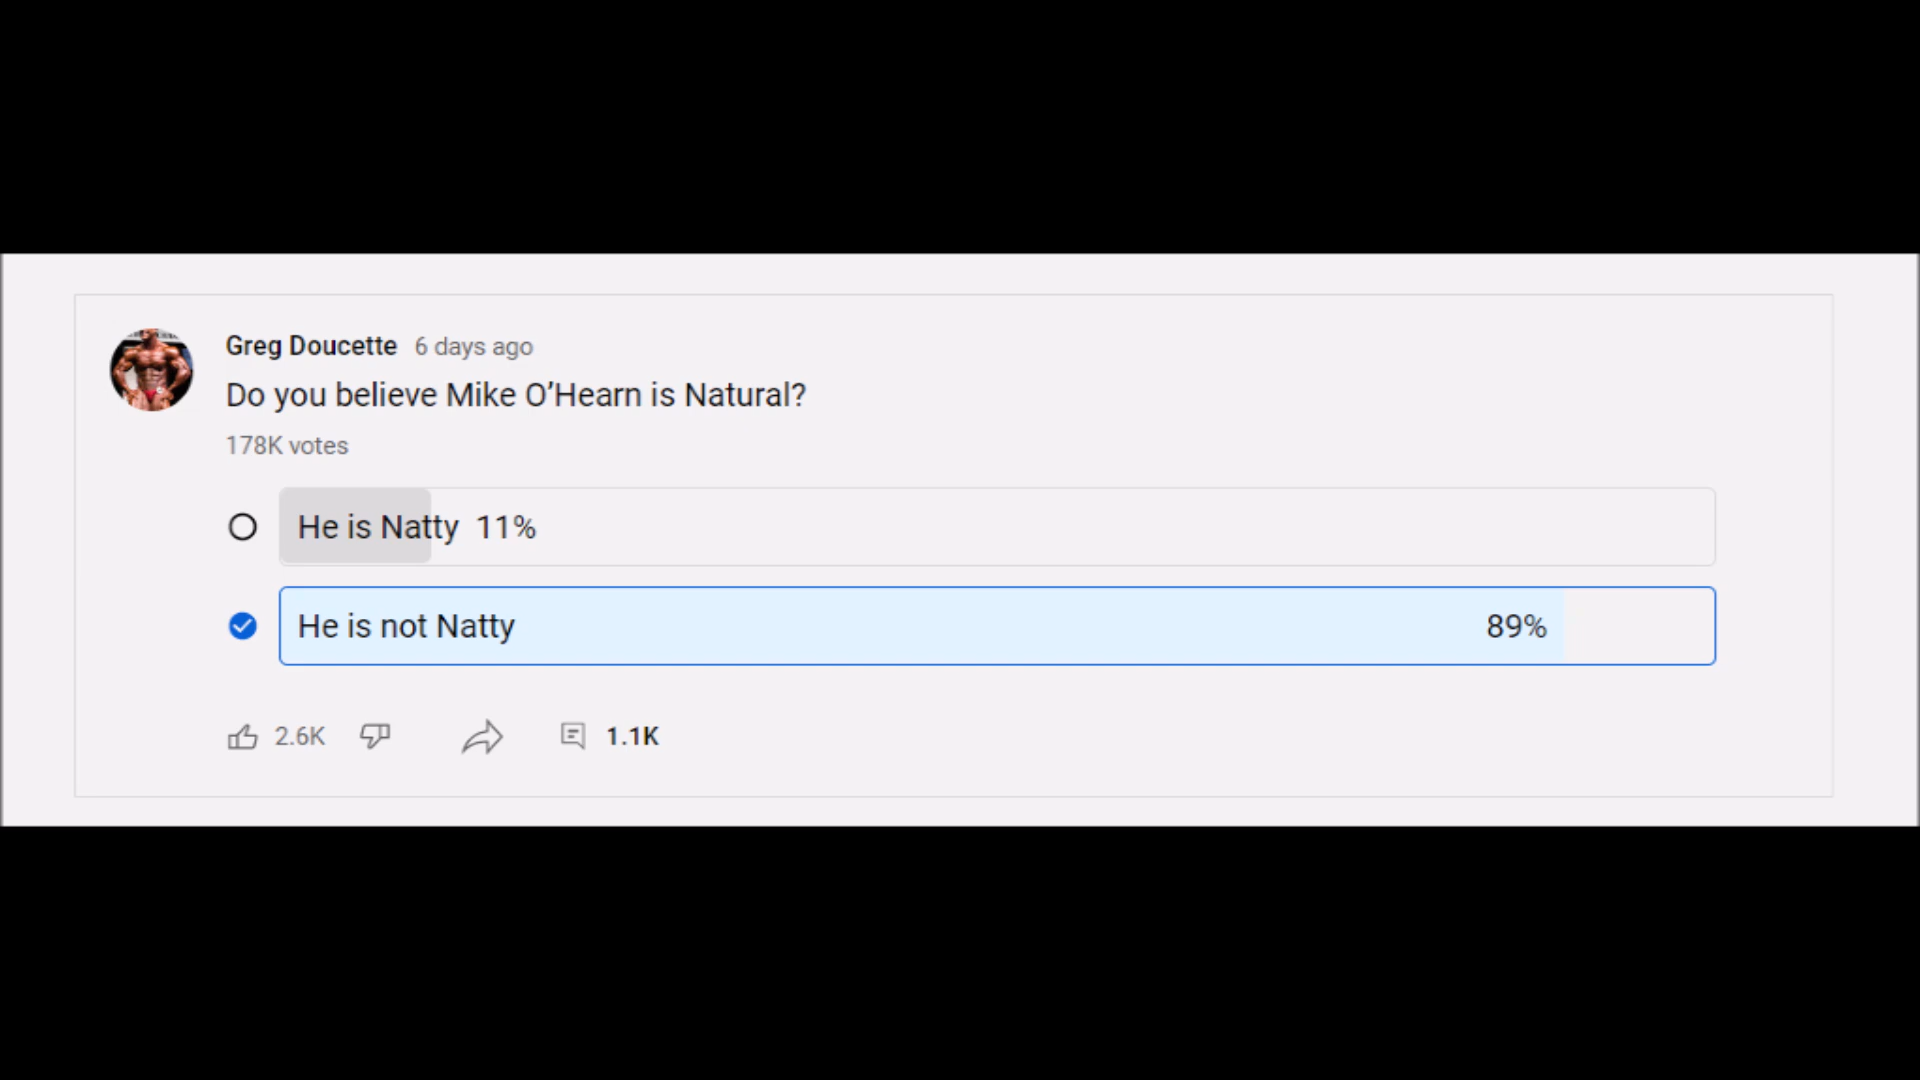 Greg Doucette 6 days ago
Do you believe Mike O’Hearn is Natural?
178K votes
He is Natty 11%
He is not Natty 89%
2.6K 1.1K